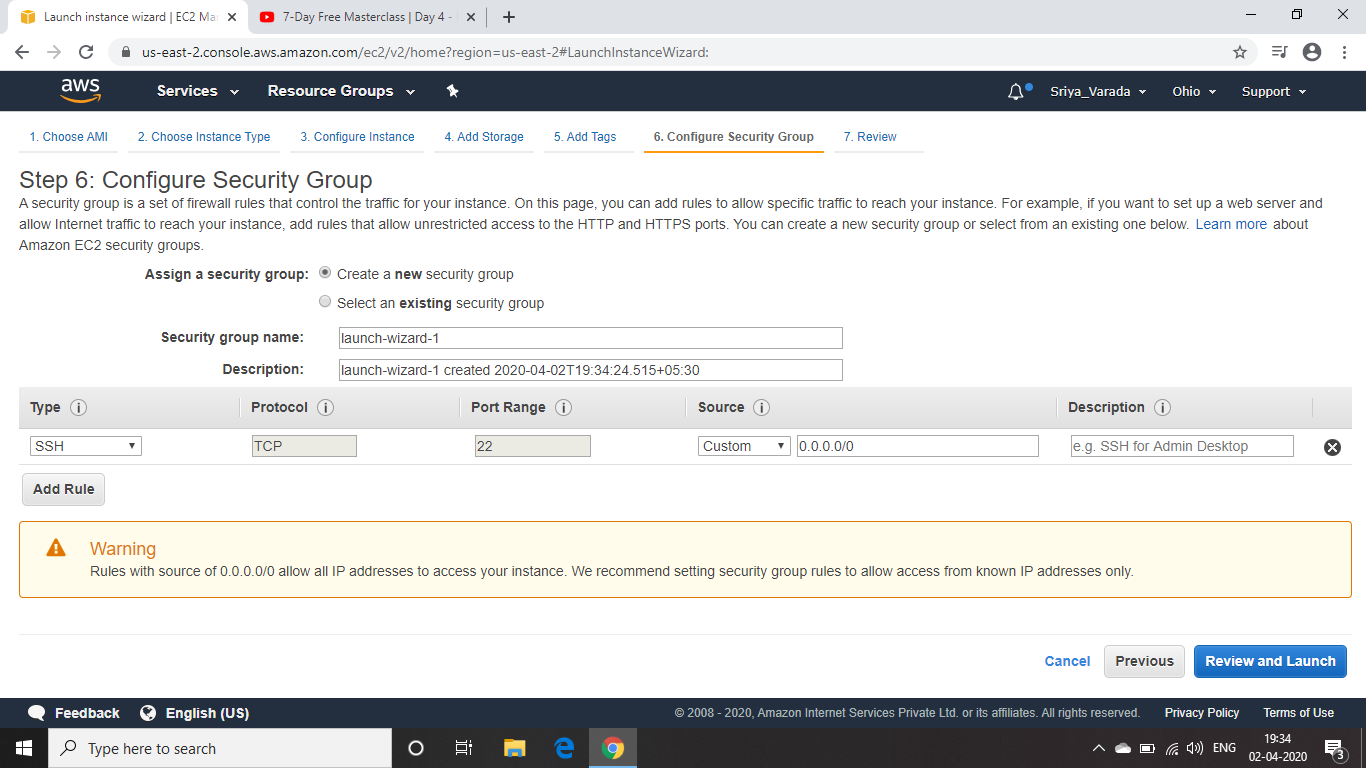 Launch instance wizard | EC2 Mar
7-Day Free Masterclass | Day 4 -
us-east-2.console.aws.amazon.com/ec2/v2/home?region=us-east-2#LaunchInstanceWizard:
aws Services Resource Groups Sriya_Varada Ohio Support
1. Choose AMI 2. Choose Instance Type 3. Configure Instance 4. Add Storage 5. Add Tags 6. Configure Security Group 7. Review
Step 6: Configure Security Group
A security group is a set of firewall rules that control the traffic for your instance. On this page, you can add rules to allow specific traffic to reach your instance. For example, if you want to set up a web server and
allow Internet traffic to reach your instance, add rules that allow unrestricted access to the HTTP and HTTPS ports. You can create a new security group or select from an existing one below. Learn more about
Amazon EC2 security groups.
Assign a security group: Create a new security group
Select an existing security group
Security group name: launch-wizard-1
Description: launch-wizard-1 created 2020-04-02T19:34:24.515+05:30
Type i Protocol i Port Range i Source i Description i
SSH TCP 22 Custom 0.0.0.0/0 e.g. SSH for Admin Desktop
Add Rule
Warning
Rules with source of 0.0.0.0/0 allow all IP addresses to access your instance. We recommend setting security group rules to allow access from known IP addresses only.
Cancel Previous Review and Launch
Feedback English (US) © 2008 - 2020, Amazon Internet Services Private Ltd. or its affiliates. All rights reserved. Privacy Policy Terms of Use
Type here to search ENG 19:34
02-04-2020 3